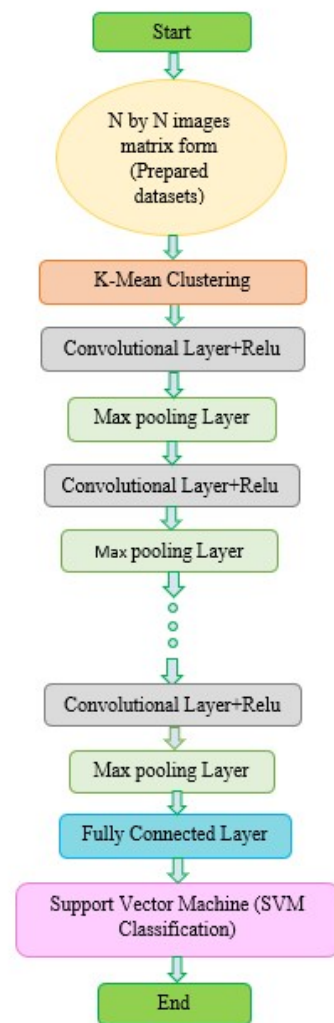 Start
N by N images
matrix form
(Prepared
datasets)
K-Mean Clustering
Convolutional Layer+Relu
Max pooling Layer
Convolutional Layer+Relu
Max pooling Layer
Convolutional Layer+Relu
Max pooling Layer
Fully Connected Layer
Support Vector Machine (SVM
Classification)
End